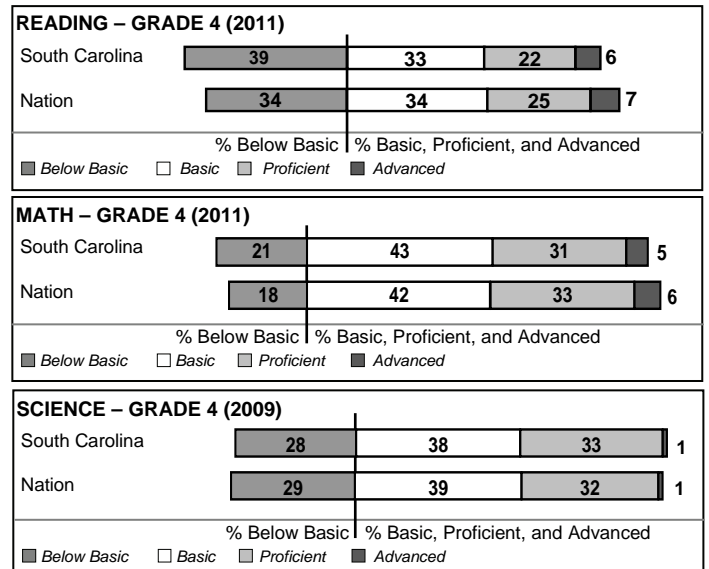 READING – GRADE 4 (2011)
South Carolina 39 33 22 6
Nation 34 34 25 7
% Below Basic % Basic, Proficient, and Advanced
Below Basic Basic Proficient Advanced
MATH – GRADE 4 (2011)
South Carolina 21 43 31 5
Nation 18 42 33 6
% Below Basic % Basic, Proficient, and Advanced
Below Basic Basic Proficient Advanced
SCIENCE – GRADE 4 (2009)
South Carolina 28 38 33 1
Nation 29 39 32 1
% Below Basic % Basic, Proficient, and Advanced
Below Basic Basic Proficient Advanced